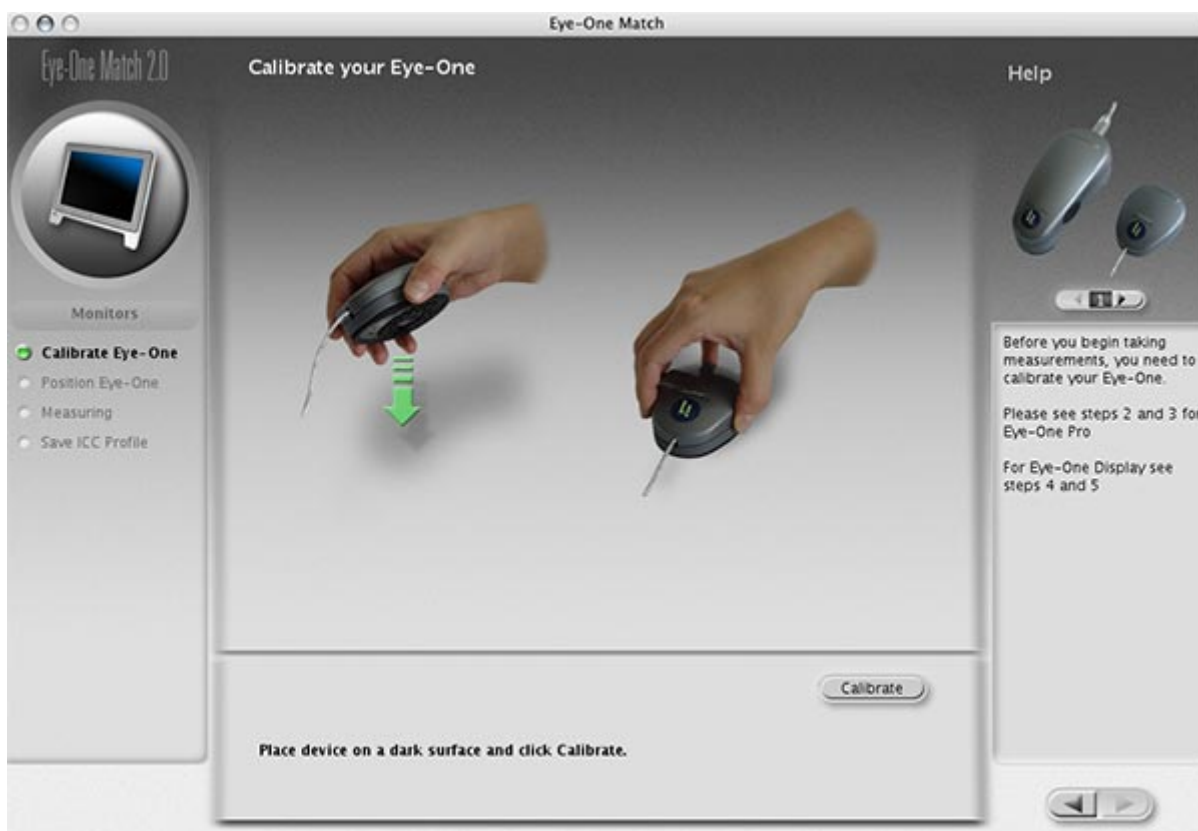 Eye-One Match
Eye-One Match 2.0
Calibrate your Eye-One
Monitors
Calibrate Eye-One
Position Eye-One
Measuring
Save ICC Profile
Calibrate
Place device on a dark surface and click Calibrate.
Help
1
Before you begin taking
measurements, you need to
calibrate your Eye-One.
Please see steps 2 and 3 for
Eye-One Pro
For Eye-One Display see
steps 4 and 5